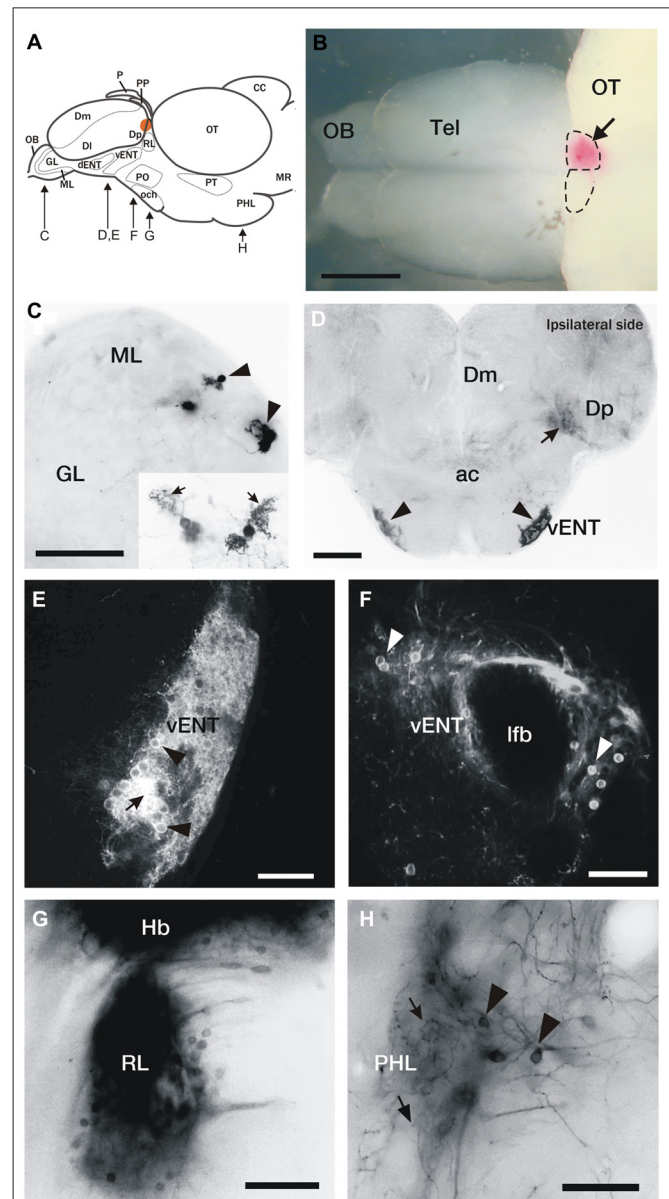 A
P
PP
CC
Dm
OB
Dp
RL
OT
GL
Dl
vENT
dENT
ML
PO
PT
MR
och
PHL
C
D,E
F
G
H
B
OB
Tel
OT
C
ML
GL
D
Ipsilateral side
Dm
Dp
ac
vENT
E
vENT
F
vENT
lfb
G
Hb
RL
H
PHL